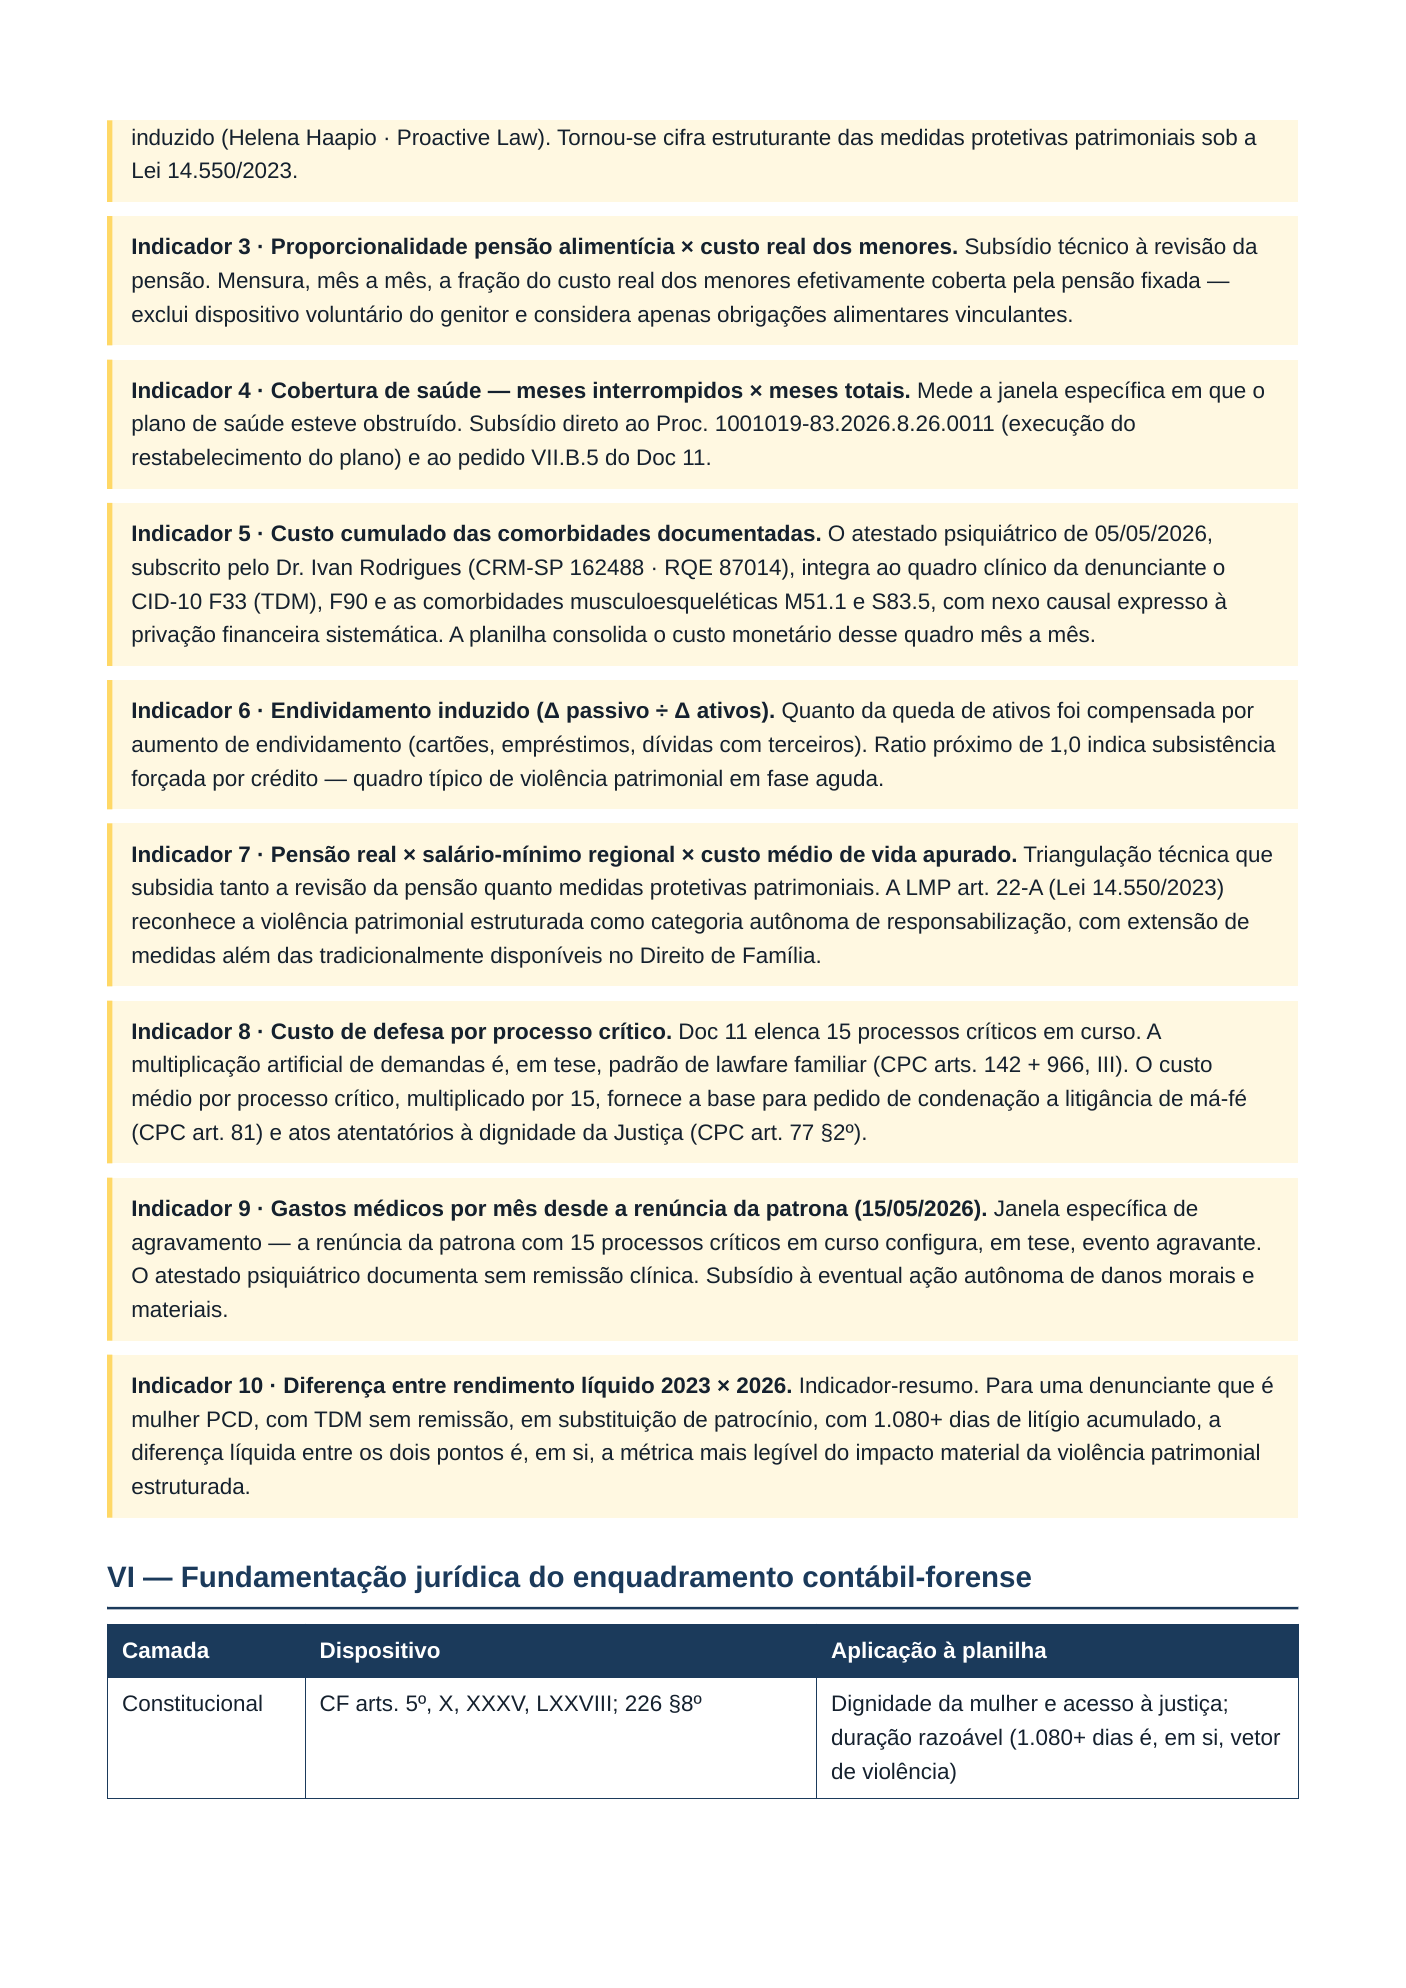 induzido (Helena Haapio · Proactive Law). Tornou-se cifra estruturante das medidas protetivas patrimoniais sob a
Lei 14.550/2023.
Indicador 3 · Proporcionalidade pensão alimentícia × custo real dos menores. Subsídio técnico à revisão da
pensão. Mensura, mês a mês, a fração do custo real dos menores efetivamente coberta pela pensão fixada —
exclui dispositivo voluntário do genitor e considera apenas obrigações alimentares vinculantes.
Indicador 4 · Cobertura de saúde — meses interrompidos × meses totais. Mede a janela específica em que o
plano de saúde esteve obstruído. Subsídio direto ao Proc. 1001019-83.2026.8.26.0011 (execução do
restabelecimento do plano) e ao pedido VII.B.5 do Doc 11.
Indicador 5 · Custo cumulado das comorbidades documentadas. O atestado psiquiátrico de 05/05/2026,
subscrito pelo Dr. Ivan Rodrigues (CRM-SP 162488 · RQE 87014), integra ao quadro clínico da denunciante o
CID-10 F33 (TDM), F90 e as comorbidades musculoesqueléticas M51.1 e S83.5, com nexo causal expresso à
privação financeira sistemática. A planilha consolida o custo monetário desse quadro mês a mês.
Indicador 6 · Endividamento induzido (Δ passivo ÷ Δ ativos). Quanto da queda de ativos foi compensada por
aumento de endividamento (cartões, empréstimos, dívidas com terceiros). Ratio próximo de 1,0 indica subsistência
forçada por crédito — quadro típico de violência patrimonial em fase aguda.
Indicador 7 · Pensão real × salário-mínimo regional × custo médio de vida apurado. Triangulação técnica que
subsidia tanto a revisão da pensão quanto medidas protetivas patrimoniais. A LMP art. 22-A (Lei 14.550/2023)
reconhece a violência patrimonial estruturada como categoria autônoma de responsabilização, com extensão de
medidas além das tradicionalmente disponíveis no Direito de Família.
Indicador 8 · Custo de defesa por processo crítico. Doc 11 elenca 15 processos críticos em curso. A
multiplicação artificial de demandas é, em tese, padrão de lawfare familiar (CPC arts. 142 + 966, III). O custo
médio por processo crítico, multiplicado por 15, fornece a base para pedido de condenação a litigância de má-fé
(CPC art. 81) e atos atentatórios à dignidade da Justiça (CPC art. 77 §2º).
Indicador 9 · Gastos médicos por mês desde a renúncia da patrona (15/05/2026). Janela específica de
agravamento — a renúncia da patrona com 15 processos críticos em curso configura, em tese, evento agravante.
O atestado psiquiátrico documenta sem remissão clínica. Subsídio à eventual ação autônoma de danos morais e
materiais.
Indicador 10 · Diferença entre rendimento líquido 2023 × 2026. Indicador-resumo. Para uma denunciante que é
mulher PCD, com TDM sem remissão, em substituição de patrocínio, com 1.080+ dias de litígio acumulado, a
diferença líquida entre os dois pontos é, em si, a métrica mais legível do impacto material da violência patrimonial
estruturada.
VI — Fundamentação jurídica do enquadramento contábil-forense
Camada Dispositivo Aplicação à planilha
Constitucional CF arts. 5º, X, XXXV, LXXVIII; 226 §8º Dignidade da mulher e acesso à justiça;
duração razoável (1.080+ dias é, em si, vetor
de violência)